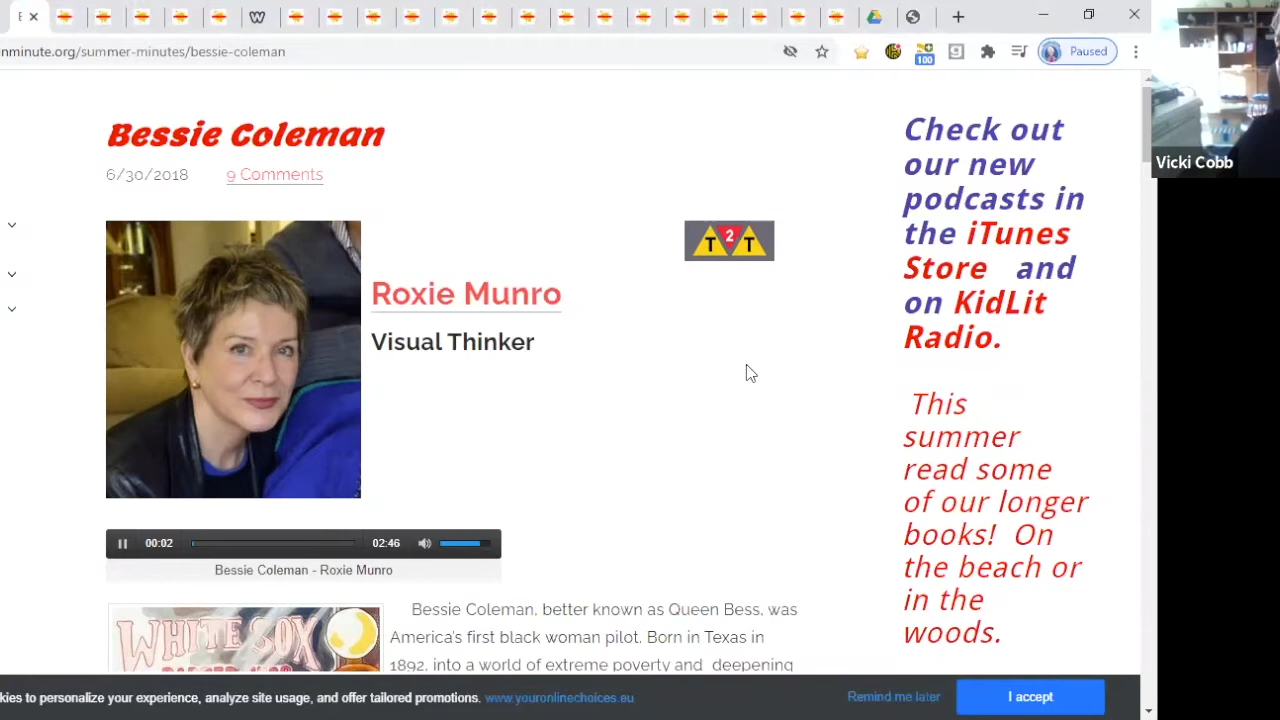 inminute.org/summer-minutes/bessie-coleman
100
Paused
Bessie Coleman
6/30/2018 9 Comments
T 2 T
Roxie Munro
Visual Thinker
00:02 02:46
Bessie Coleman - Roxie Munro
WHITE SOX
Bessie Coleman, better known as Queen Bess, was
America's first black woman pilot. Born in Texas in
1892, into a world of extreme poverty and deepening
Check out
our new
podcasts in
the iTunes
Store and
on KidLit
Radio.
This
summer
read some
of our longer
books! On
the beach or
in the
woods.
Vicki Cobb
kies to personalize your experience, analyze site usage, and offer tailored promotions. www.youronlinechoices.eu
Remind me later
I accept